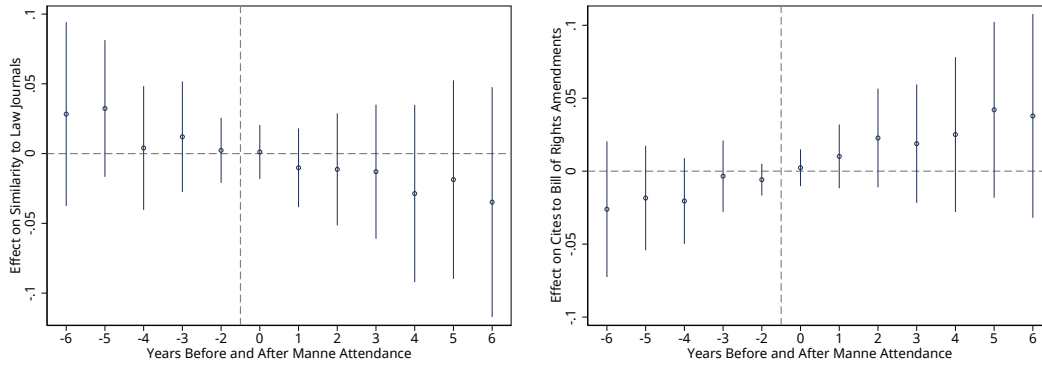 Effect on Similarity to Law Journals
.1
.05
0
-.05
-.1
-6 -5 -4 -3 -2 0 1 2 3 4 5 6
Years Before and After Manne Attendance
Effect on Cites to Bill of Rights Amendments
.1
.05
0
-.05
-.1
-6 -5 -4 -3 -2 0 1 2 3 4 5 6
Years Before and After Manne Attendance